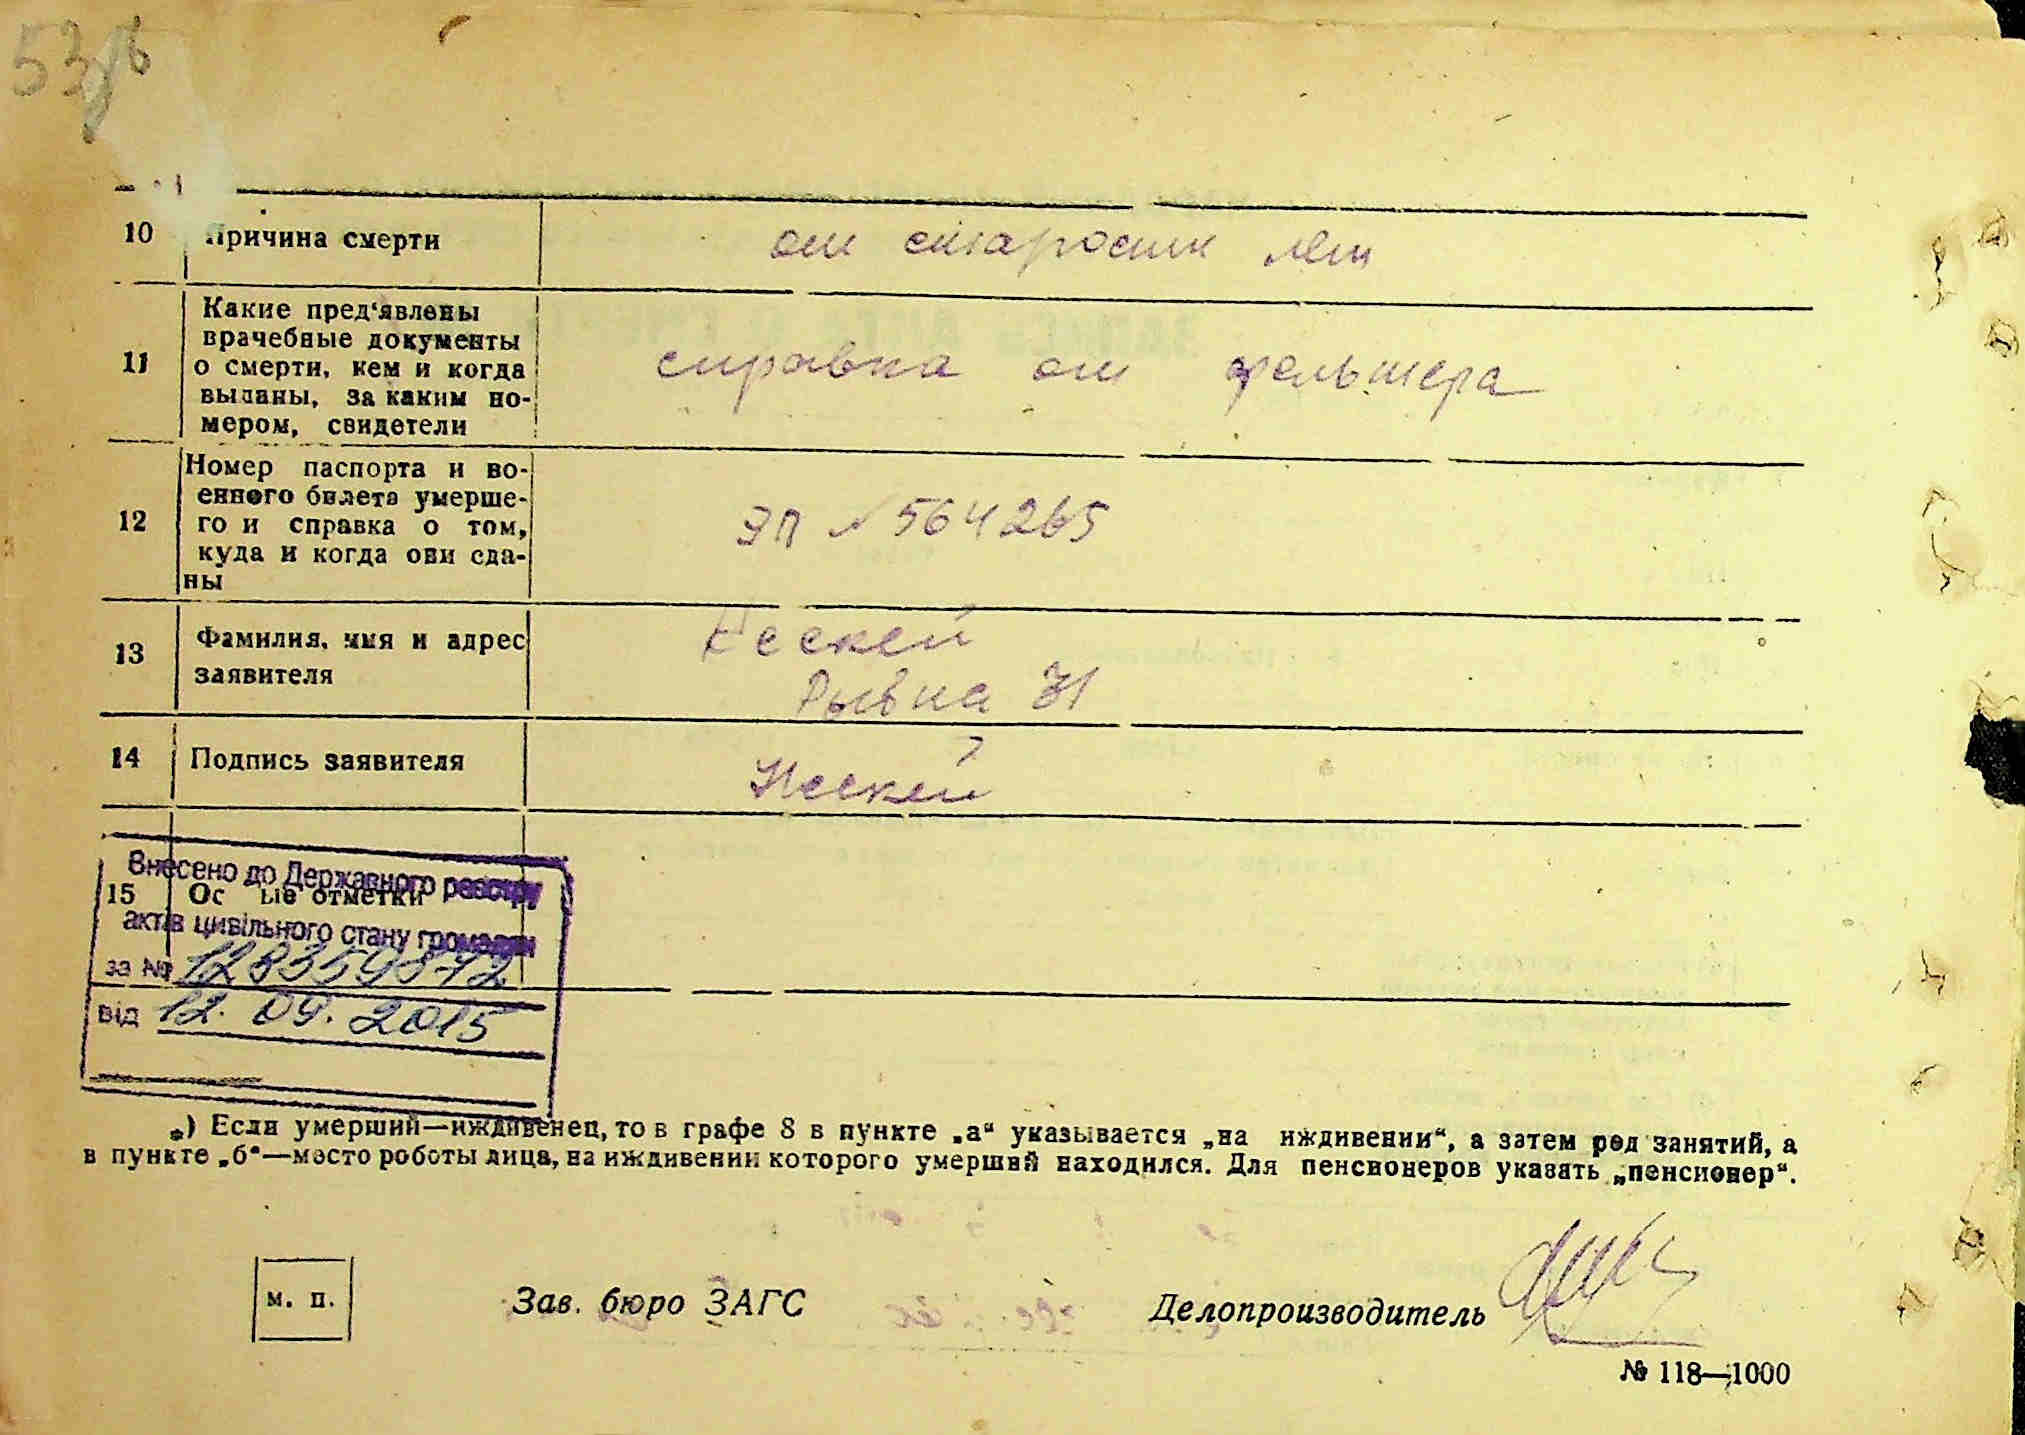 10 Причина смерти от старости лет
11 Какие пред‘явлены
врачебные документы
о смерти, кем и когда
выданы, за каким но-
мером, свидетели
справка от фельшера
12 Номер паспорта и во-
енного билета умерше-
го и справка о том,
куда и когда они сда-
ны
ЭП № 564265
13 Фамилия, имя и адрес
заявителя
31
14 Подпись заявителя
Внесено до Державного реєстру
15 Ос ые отметки
актів цивільного стану громадян
за № 128359872
від 12.09.2015
*) Если умерший—иждивенец, то в графе 8 в пункте „а“ указывается „на иждивении“, а затем род занятий, а
в пункте „б“—место роботы лица, на иждивении которого умерший находился. Для пенсионеров указать „пенсионер“.
м. п. Зав. бюро ЗАГС Делопроизводитель
№ 118—1000